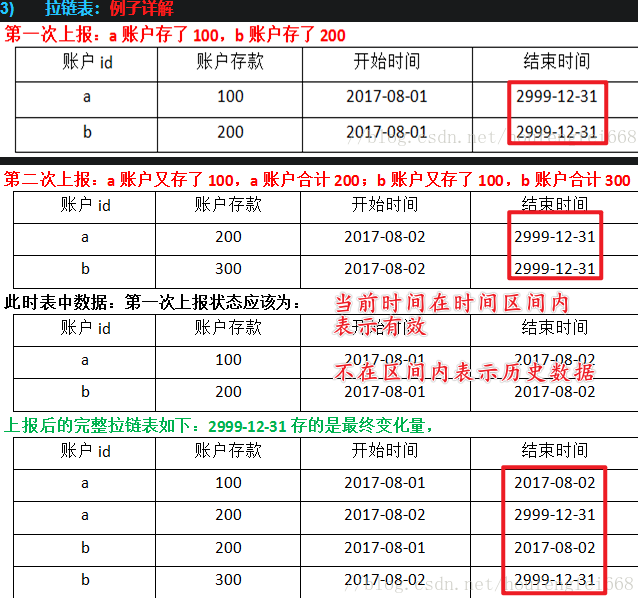 3) 拉链表：例子详解
第一次上报：a 账户存了 100，b 账户存了 200
账户 id 账户存款 开始时间 结束时间
a 100 2017-08-01 2999-12-31
b 200 2017-08-01 2999-12-31
第二次上报：a 账户又存了 100，a 账户合计 200；b 账户又存了 100，b 账户合计 300
账户 id 账户存款 开始时间 结束时间
a 200 2017-08-02 2999-12-31
b 300 2017-08-02 2999-12-31
此时表中数据：第一次上报状态应该为：
当前时间在时间区间内
表示有效
账户 id 账户存款 开始时间 结束时间
a 100 2017-08-01 2017-08-02
不在区间内表示历史数据
b 200 2017-08-01 2017-08-02
上报后的完整拉链表如下：2999-12-31 存的是最终变化量，
账户 id 账户存款 开始时间 结束时间
a 100 2017-08-01 2017-08-02
a 200 2017-08-02 2999-12-31
b 200 2017-08-01 2017-08-02
b 300 2017-08-02 2999-12-31